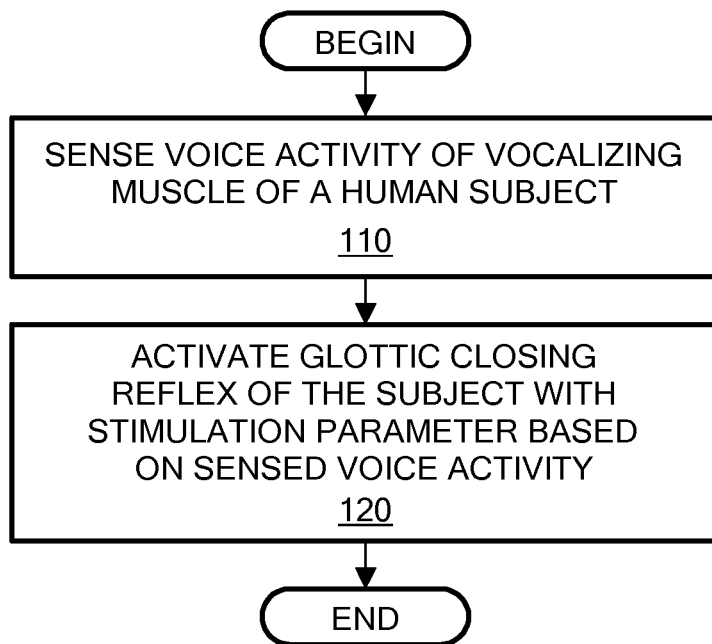 BEGIN
SENSE VOICE ACTIVITY OF VOCALIZING
MUSCLE OF A HUMAN SUBJECT
110
ACTIVATE GLOTTIC CLOSING
REFLEX OF THE SUBJECT WITH
STIMULATION PARAMETER BASED
ON SENSED VOICE ACTIVITY
120
END